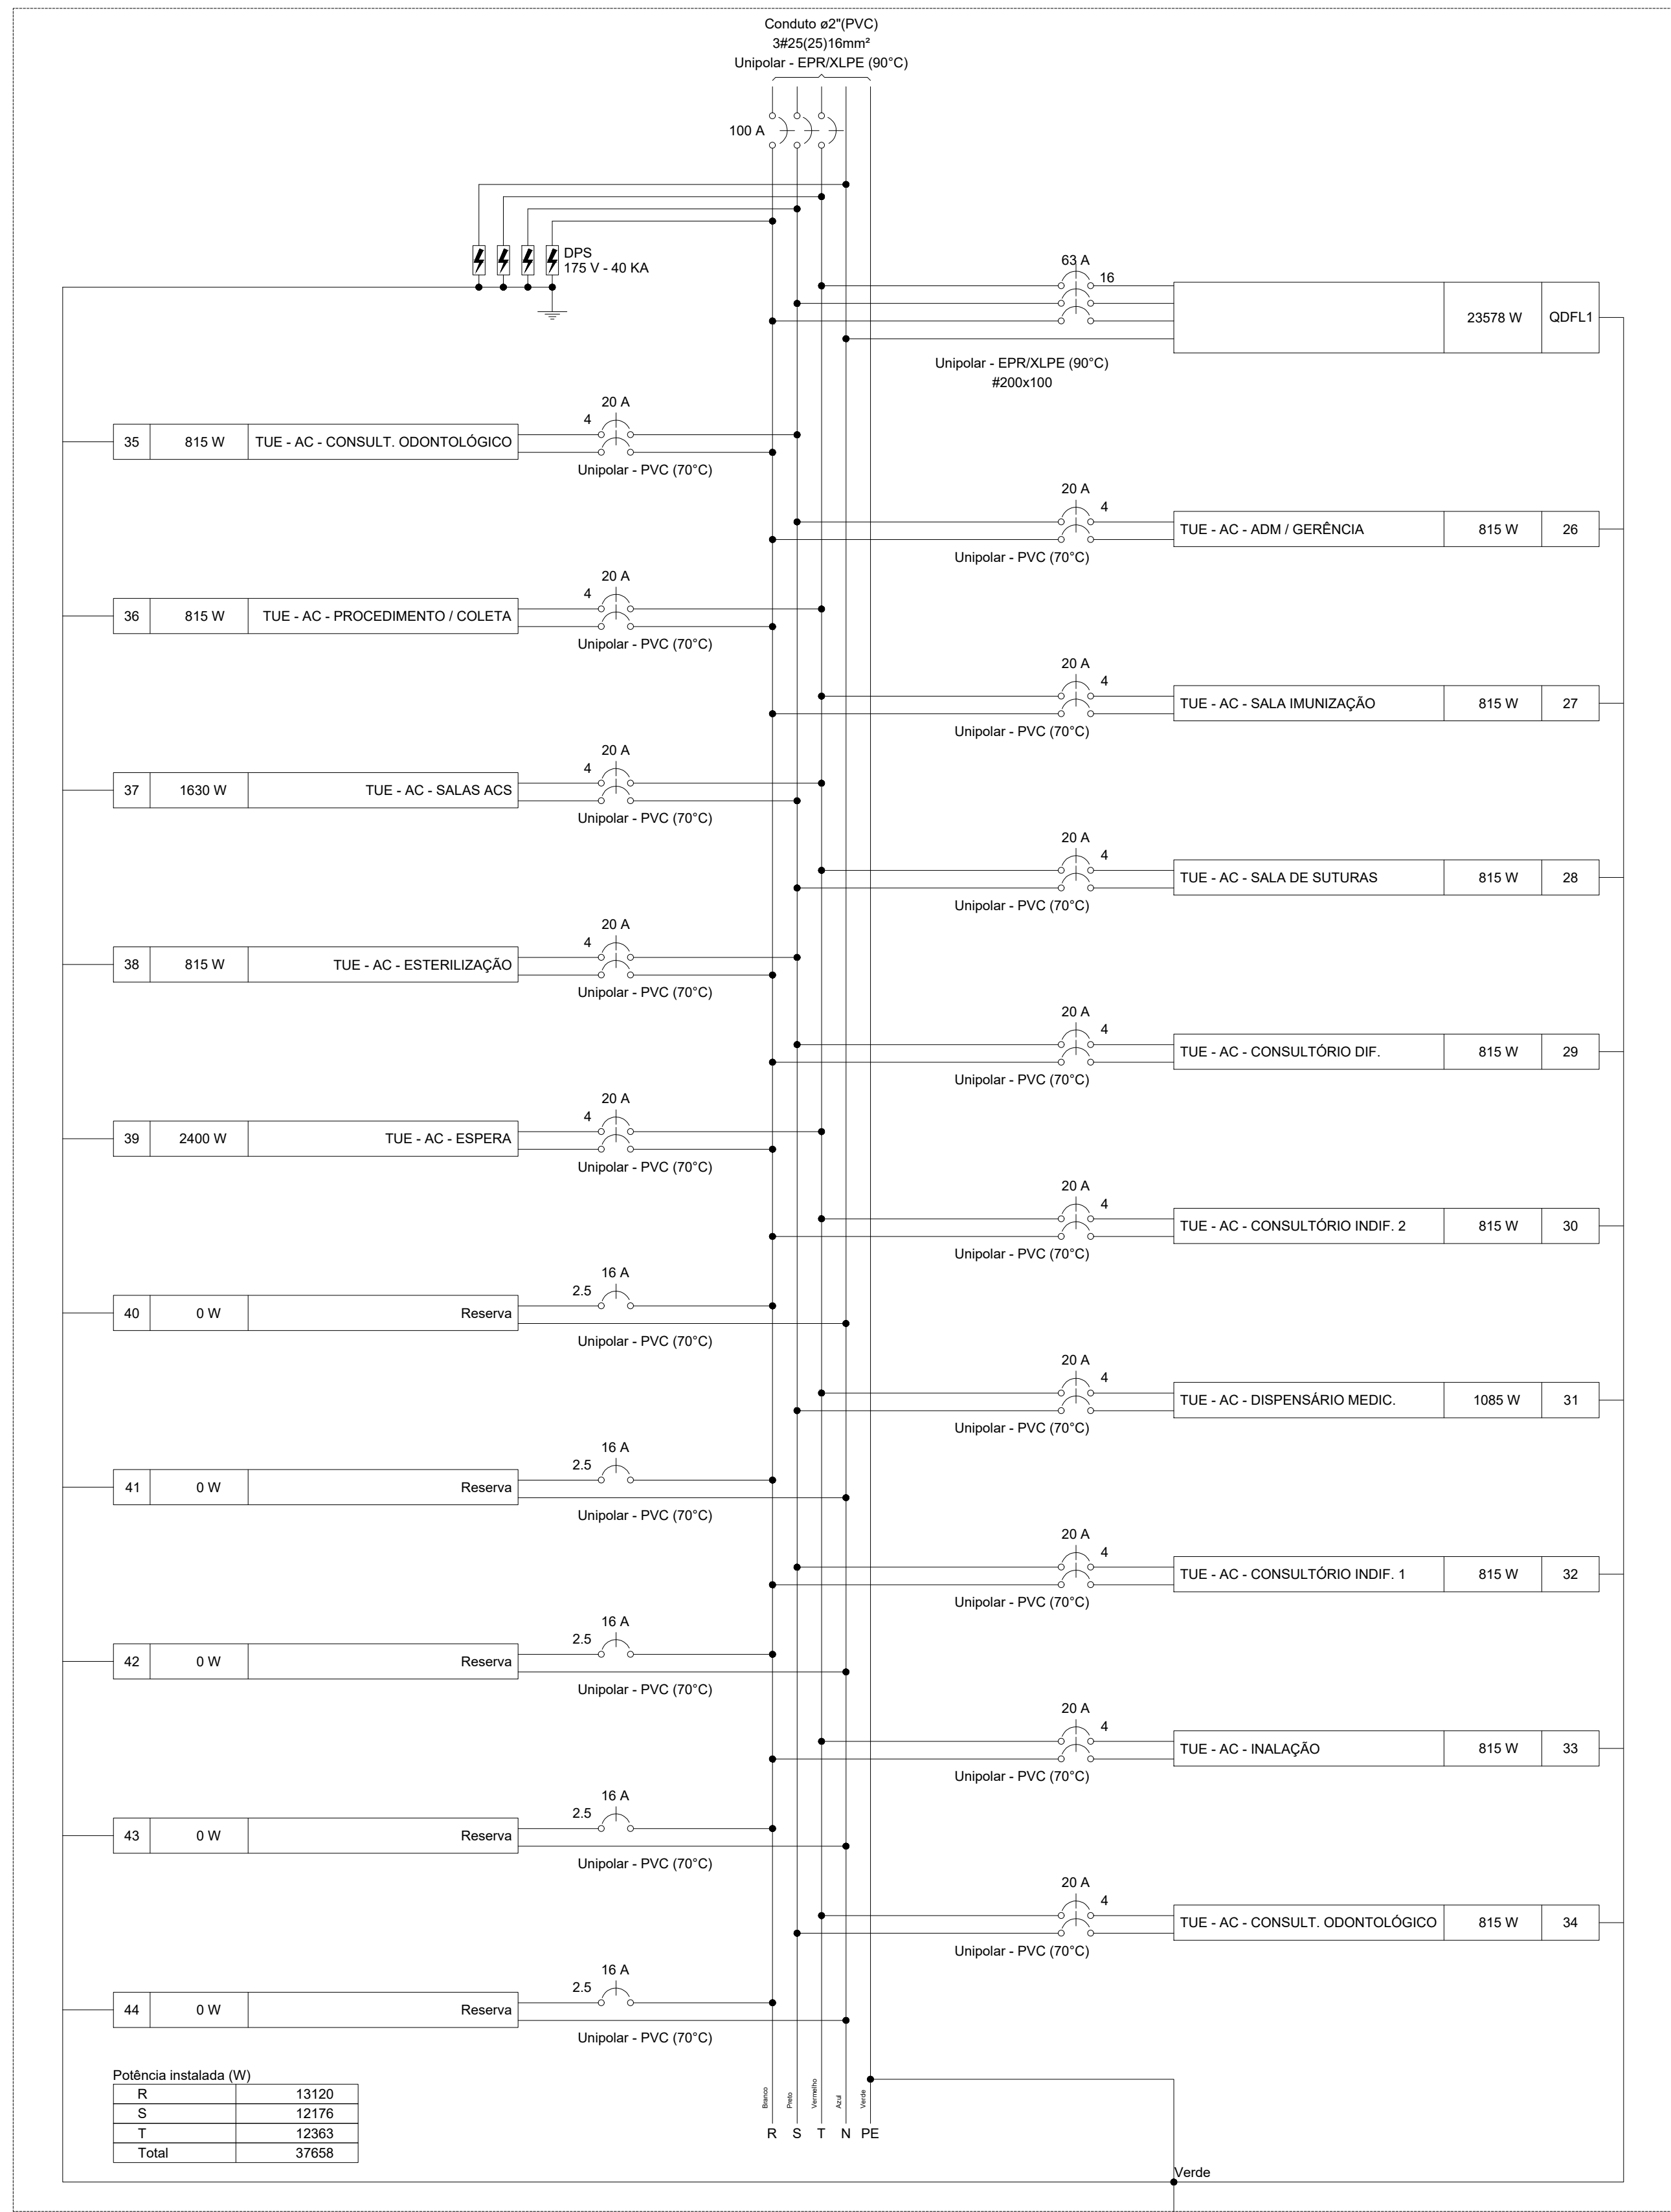 Conduto ø2"(PVC)
3#25(25)16mm²
Unipolar - EPR/XLPE (90°C)
100 A
DPS
175 V - 40 KA
63 A
16
23578 W QDFL1
Unipolar - EPR/XLPE (90°C)
#200x100
20 A
4
35 815 W TUE - AC - CONSULT. ODONTOLÓGICO
Unipolar - PVC (70°C)
20 A
4
TUE - AC - ADM / GERÊNCIA 815 W 26
Unipolar - PVC (70°C)
20 A
4
36 815 W TUE - AC - PROCEDIMENTO / COLETA
Unipolar - PVC (70°C)
20 A
4
TUE - AC - SALA IMUNIZAÇÃO 815 W 27
Unipolar - PVC (70°C)
20 A
4
37 1630 W TUE - AC - SALAS ACS
Unipolar - PVC (70°C)
20 A
4
TUE - AC - SALA DE SUTURAS 815 W 28
Unipolar - PVC (70°C)
20 A
4
38 815 W TUE - AC - ESTERILIZAÇÃO
Unipolar - PVC (70°C)
20 A
4
TUE - AC - CONSULTÓRIO DIF. 815 W 29
Unipolar - PVC (70°C)
20 A
4
39 2400 W TUE - AC - ESPERA
Unipolar - PVC (70°C)
20 A
4
TUE - AC - CONSULTÓRIO INDIF. 2 815 W 30
Unipolar - PVC (70°C)
16 A
2.5
40 0 W Reserva
Unipolar - PVC (70°C)
20 A
4
TUE - AC - DISPENSÁRIO MEDIC. 1085 W 31
Unipolar - PVC (70°C)
16 A
2.5
41 0 W Reserva
Unipolar - PVC (70°C)
20 A
4
TUE - AC - CONSULTÓRIO INDIF. 1 815 W 32
Unipolar - PVC (70°C)
16 A
2.5
42 0 W Reserva
Unipolar - PVC (70°C)
20 A
4
TUE - AC - INALAÇÃO 815 W 33
Unipolar - PVC (70°C)
16 A
2.5
43 0 W Reserva
Unipolar - PVC (70°C)
20 A
4
TUE - AC - CONSULT. ODONTOLÓGICO 815 W 34
Unipolar - PVC (70°C)
16 A
2.5
44 0 W Reserva
Unipolar - PVC (70°C)
Potência instalada (W)
R 13120
S 12176
T 12363
Total 37658
Branco Preto Vermelho Azul Verde
R S T N PE
Verde